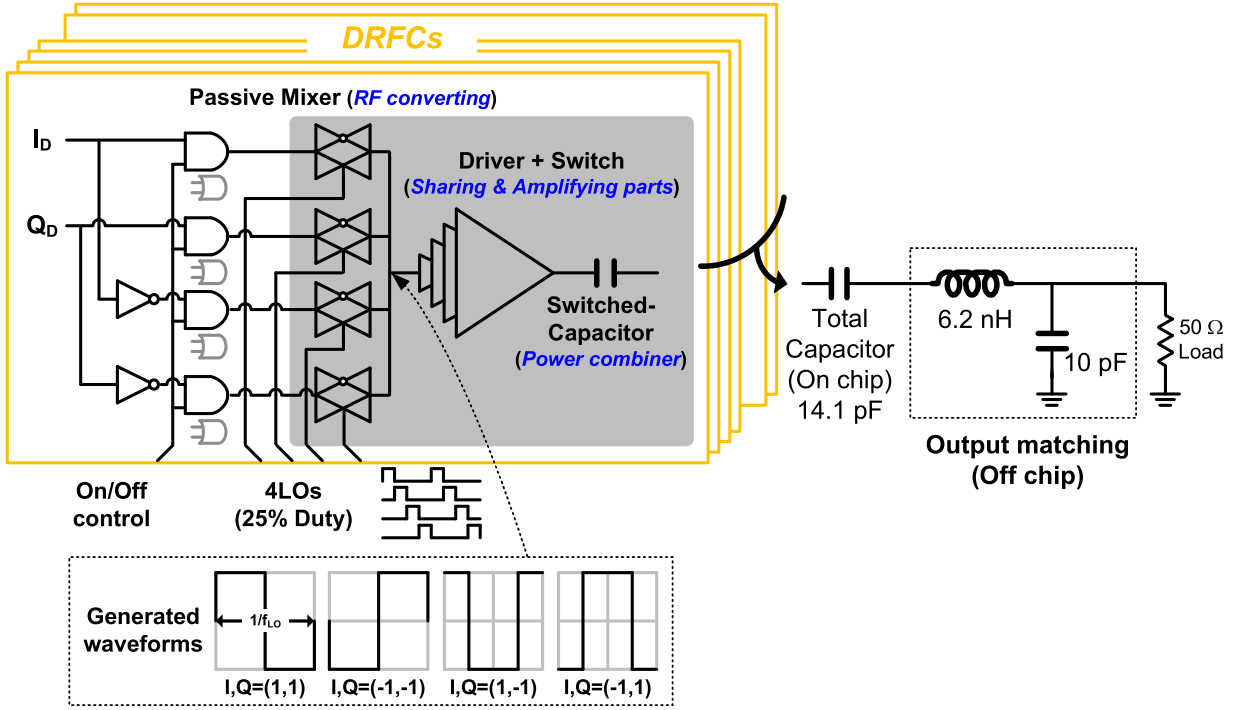 DRFCs
Passive Mixer (RF converting)
I_D
Q_D
Driver + Switch
(Sharing & Amplifying parts)
Switched-
Capacitor
(Power combiner)
Total
Capacitor
(On chip)
14.1 pF
6.2 nH
10 pF
50 Ω
Load
Output matching
(Off chip)
On/Off
control
4LOs
(25% Duty)
Generated
waveforms
1/f_LO
I,Q=(1,1)
I,Q=(-1,-1)
I,Q=(1,-1)
I,Q=(-1,1)